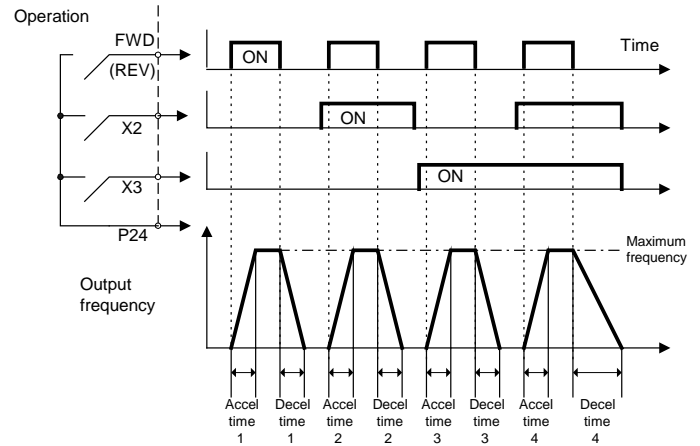 Operation
FWD
(REV)
ON
Time
X2
ON
X3
ON
P24
Output
frequency
Maximum
frequency
Accel
time
1
Decel
time
1
Accel
time
2
Decel
time
2
Accel
time
3
Decel
time
3
Accel
time
4
Decel
time
4